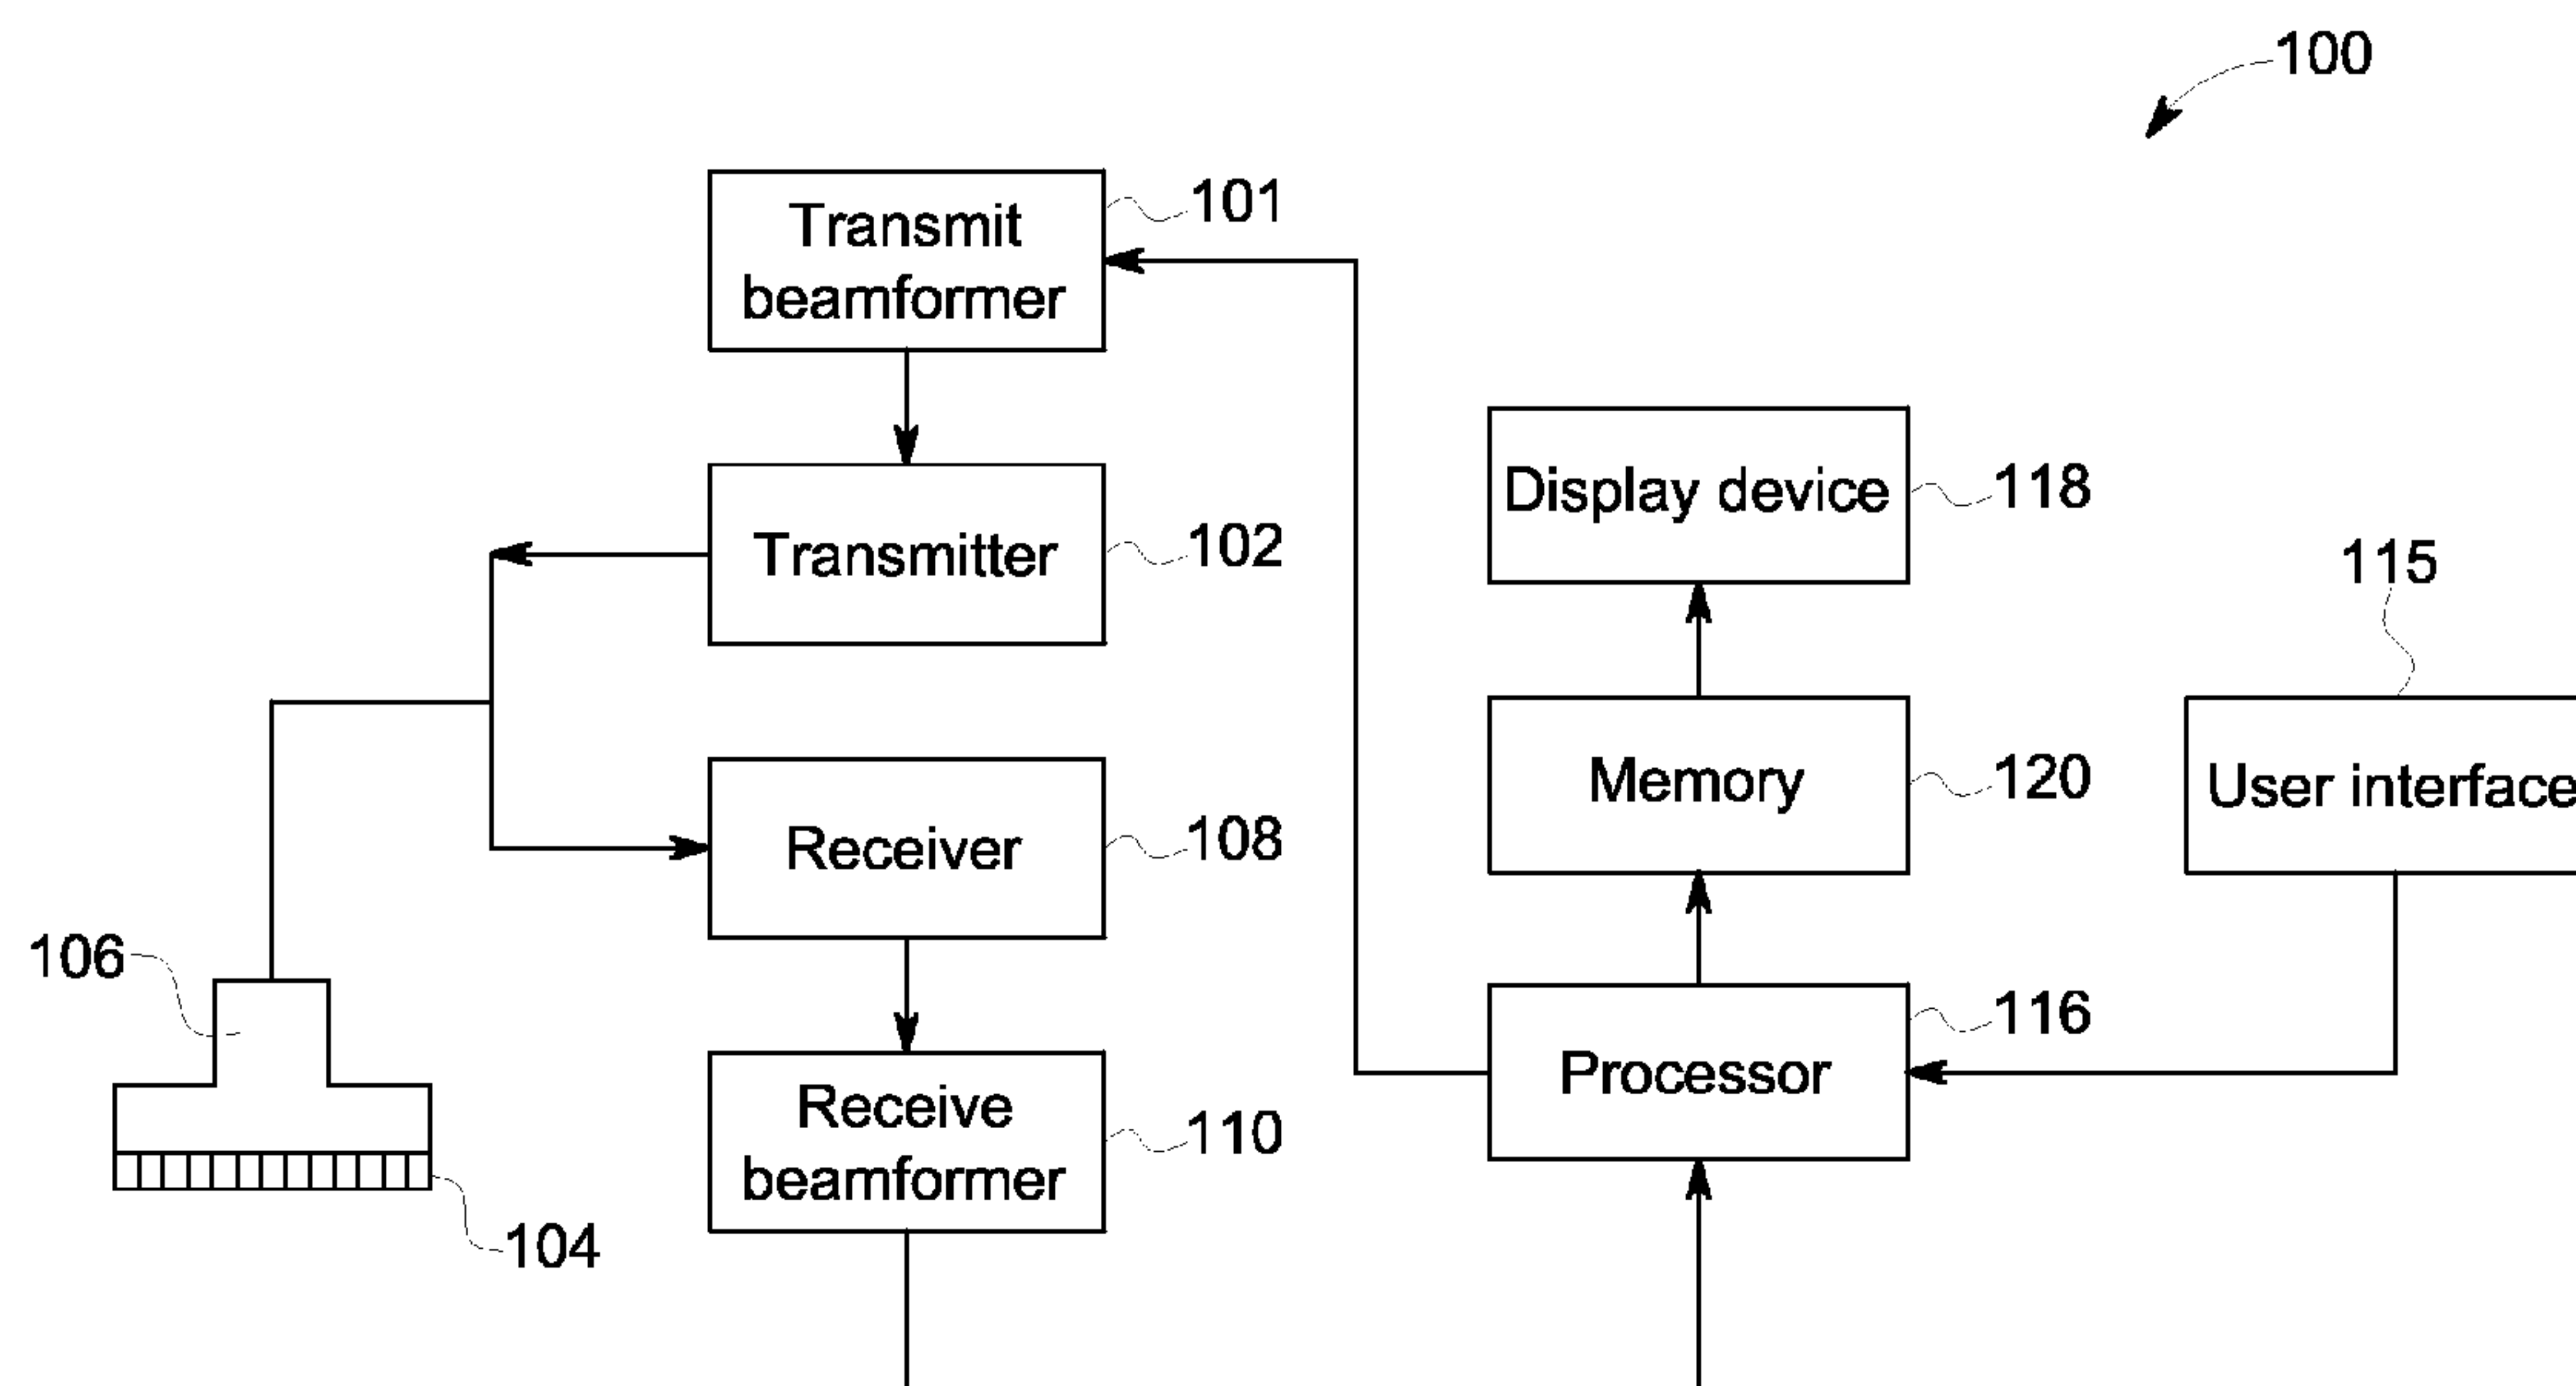 100
Transmit
beamformer
101
Transmitter
102
Display device
118
115
Receiver
108
Memory
120
User interface
106
Receive
beamformer
110
Processor
116
104